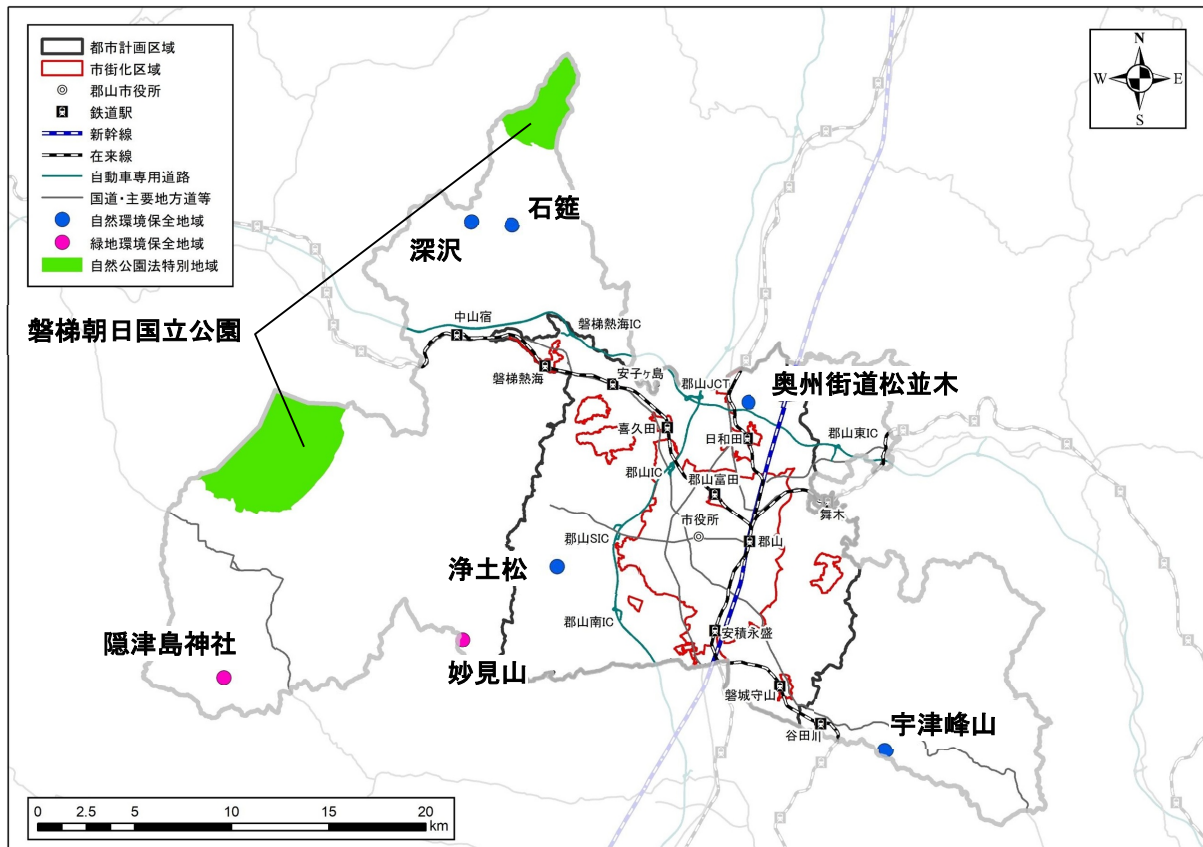 都市計画区域
市街化区域
郡山市役所
鉄道駅
新幹線
在来線
自動車専用道路
国道・主要地方道等
自然環境保全地域
緑地環境保全地域
自然公園法特別地域
N
W E
S
石筵
深沢
磐梯朝日国立公園
中山宿
磐梯熱海IC
磐梯熱海
安子ヶ島
郡山JCT
奥州街道松並木
喜久田
日和田
郡山東IC
郡山IC
郡山富田
舞木
市役所
郡山SIC
郡山
浄土松
郡山南IC
安積永盛
隠津島神社
妙見山
磐城守山
谷田川
宇津峰山
0 2.5 5 10 15 20
km